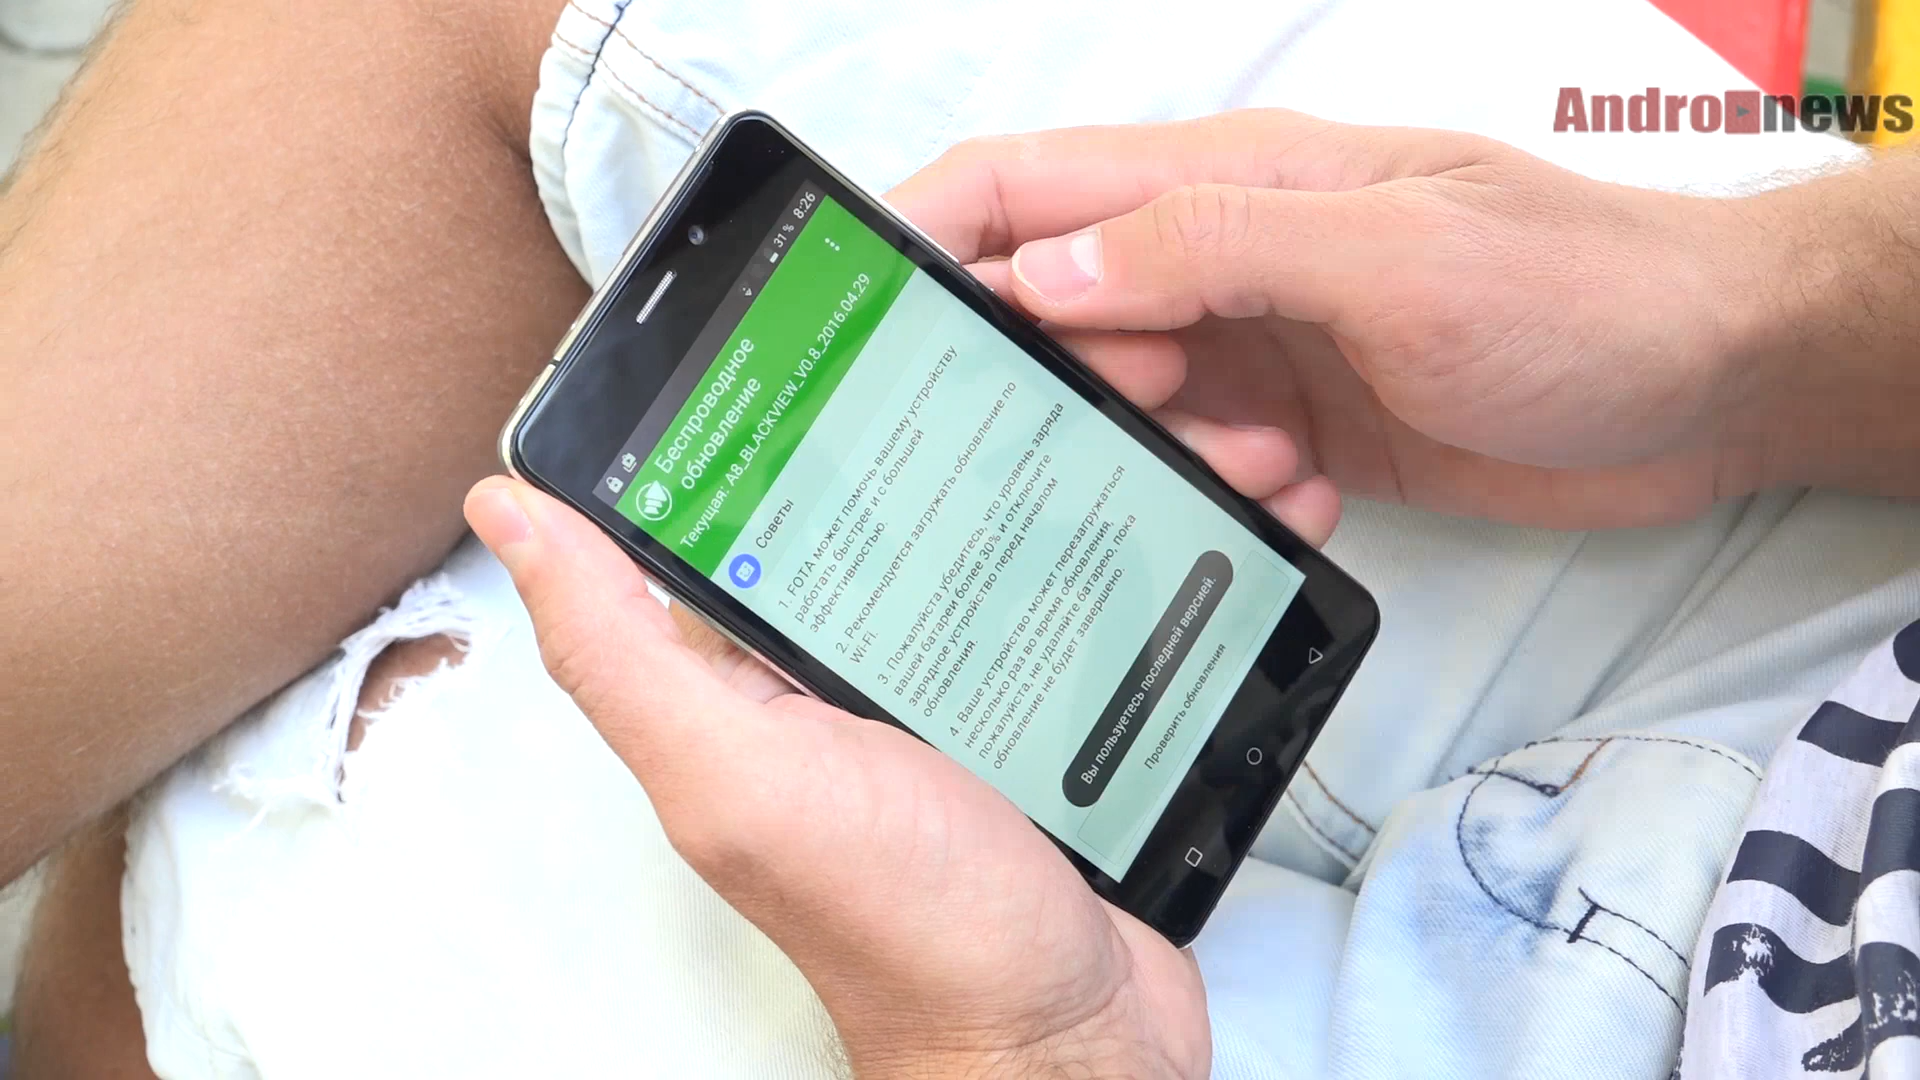 Andro news
31 % 8:26
Беспроводное
обновление
Текущая: A8_BLACKVIEW_V0.8_2016.04.29
Советы
1. FOTA может помочь вашему устройству
работать быстрее и с большей
эффективностью.
2. Рекомендуется загружать обновление по
Wi-Fi.
3. Пожалуйста убедитесь, что уровень заряда
вашей батареи более 30% и отключите
зарядное устройство перед началом
обновления.
4. Ваше устройство может перезагружаться
несколько раз во время обновления,
пожалуйста, не удаляйте батарею, пока
обновление не будет завершено.
Вы пользуетесь последней версией.
Проверить обновления